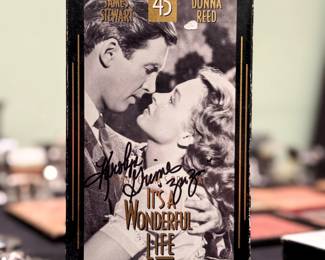 JAMES
STEWART
45
DONNA
REED
Karolyn
Grimes
Zuzu
IT'S A
WONDERFUL
LIFE